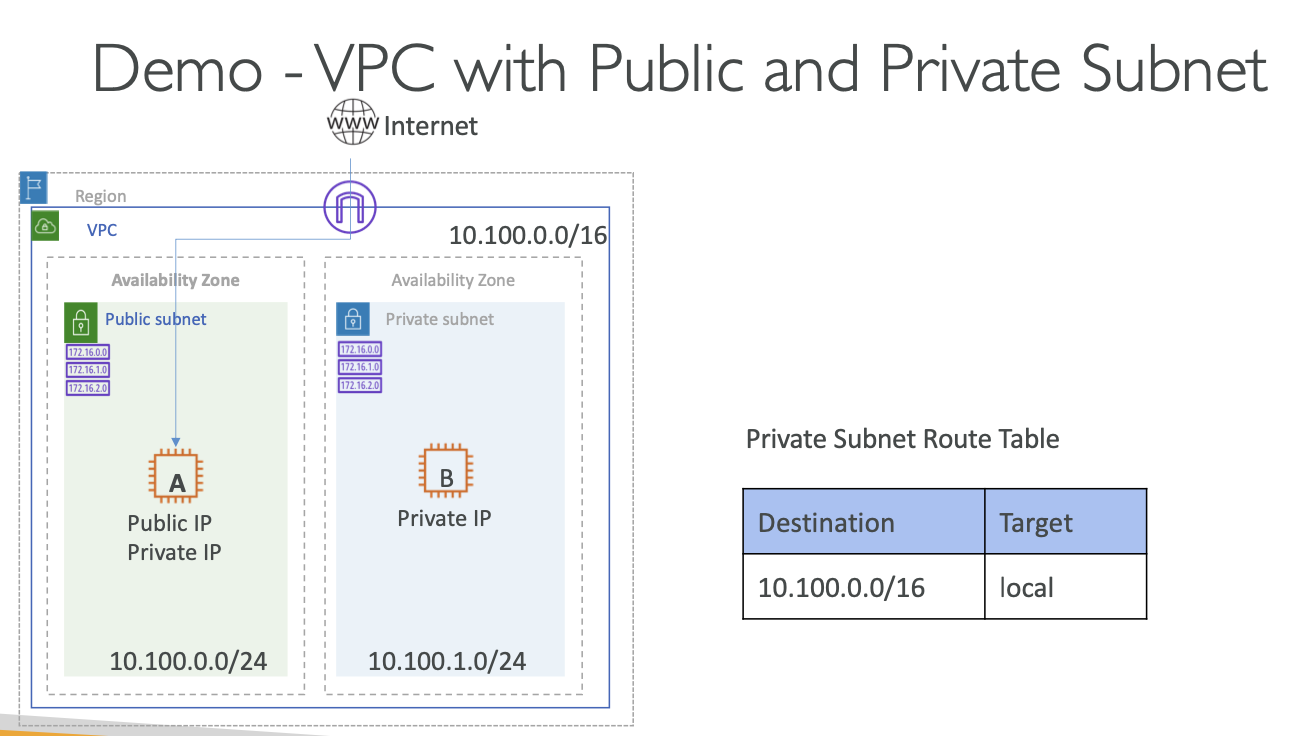 Demo - VPC with Public and Private Subnet
www Internet
Region
VPC
10.100.0.0/16
Availability Zone
Public subnet
172.16.0.0
172.16.1.0
172.16.2.0
A
Public IP
Private IP
10.100.0.0/24
Availability Zone
Private subnet
172.16.0.0
172.16.1.0
172.16.2.0
B
Private IP
10.100.1.0/24
Private Subnet Route Table
Destination Target
10.100.0.0/16 local